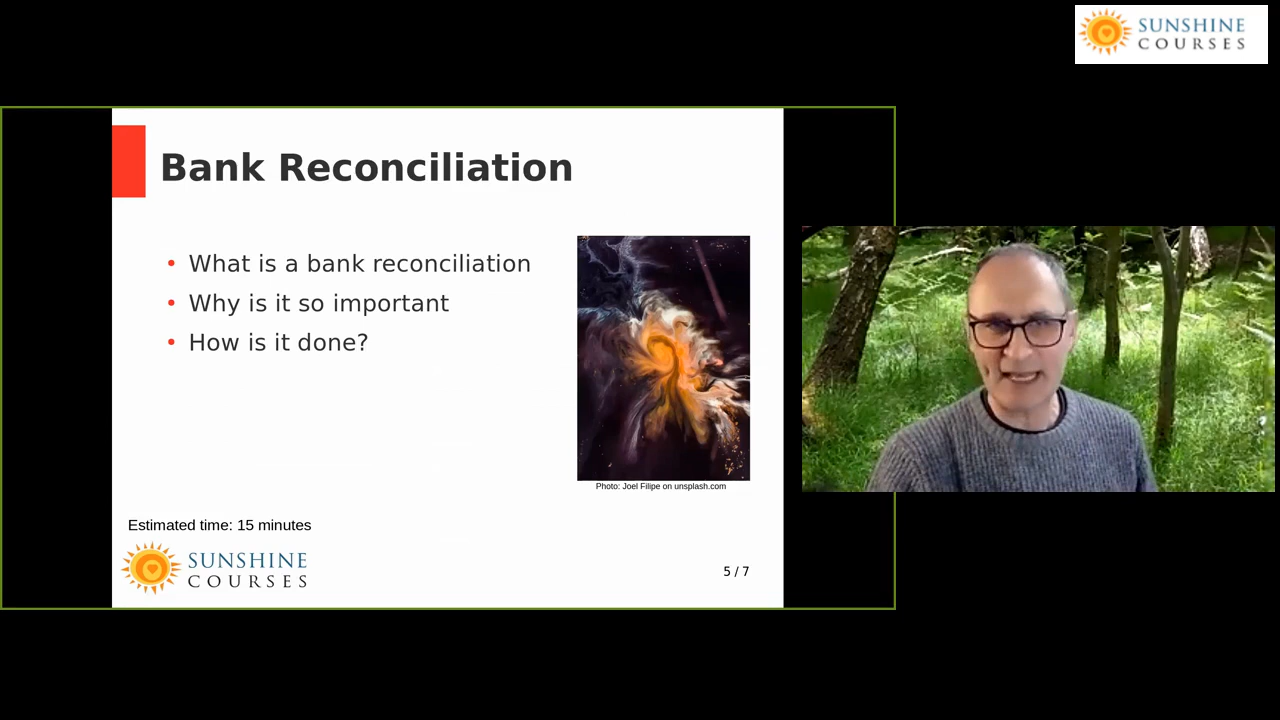 SUNSHINE
COURSES
Bank Reconciliation
• What is a bank reconciliation
• Why is it so important
• How is it done?
Photo: Joel Filipe on unsplash.com
Estimated time: 15 minutes
SUNSHINE
COURSES
5 / 7